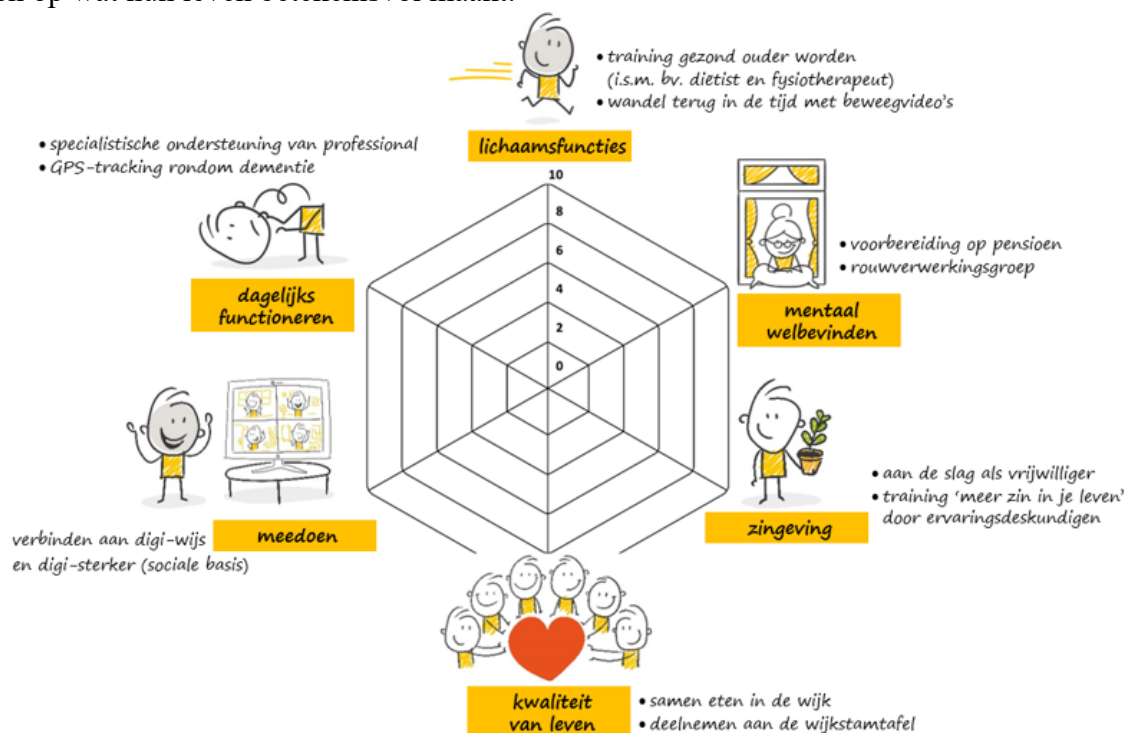 • training gezond ouder worden
(i.s.m. bv. diëtist en fysiotherapeut)
• wandel terug in de tijd met beweegvideo's
lichaamsfuncties
• specialistische ondersteuning van professional
• GPS-tracking rondom dementie
dagelijks
functioneren
10
8
6
4
2
0
• voorbereiding op pensioen
• rouwverwerkingsgroep
mentaal
welbevinden
verbinden aan digi-wijs
en digi-sterker (sociale basis)
meedoen
• aan de slag als vrijwilliger
• training 'meer zin in je leven'
door ervaringsdeskundigen
zingeving
kwaliteit
van leven
• samen eten in de wijk
• deelnemen aan de wijkstamtafel